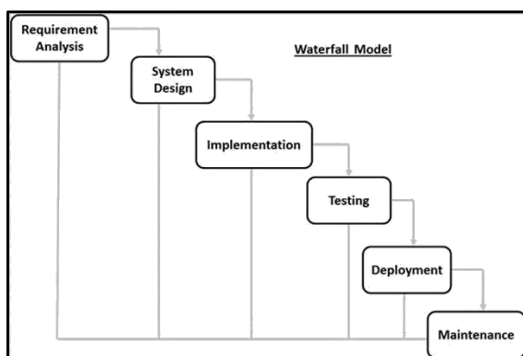 Requirement
Analysis
Waterfall Model
System
Design
Implementation
Testing
Deployment
Maintenance